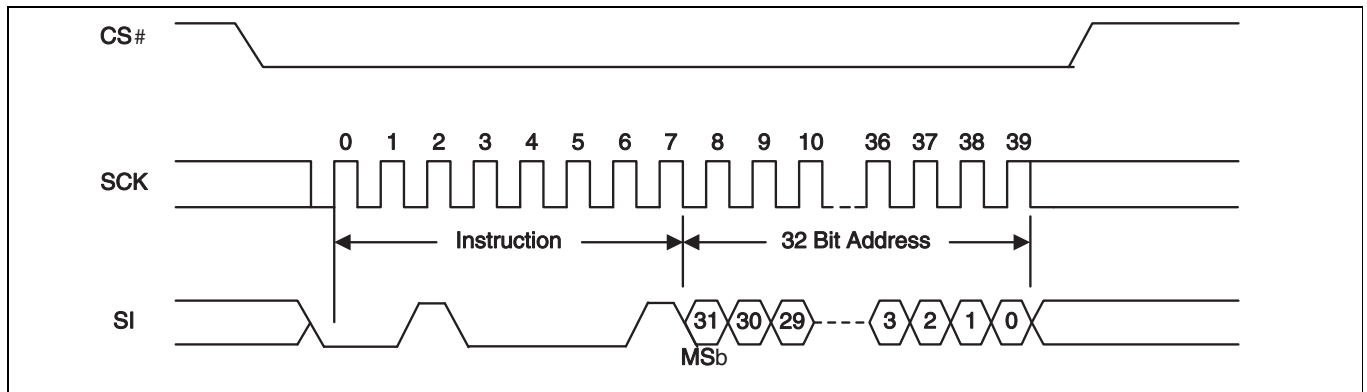 CS#
0 1 2 3 4 5 6 7 8 9 10 36 37 38 39
SCK
Instruction 32 Bit Address
SI 31 30 29 3 2 1 0
MSb